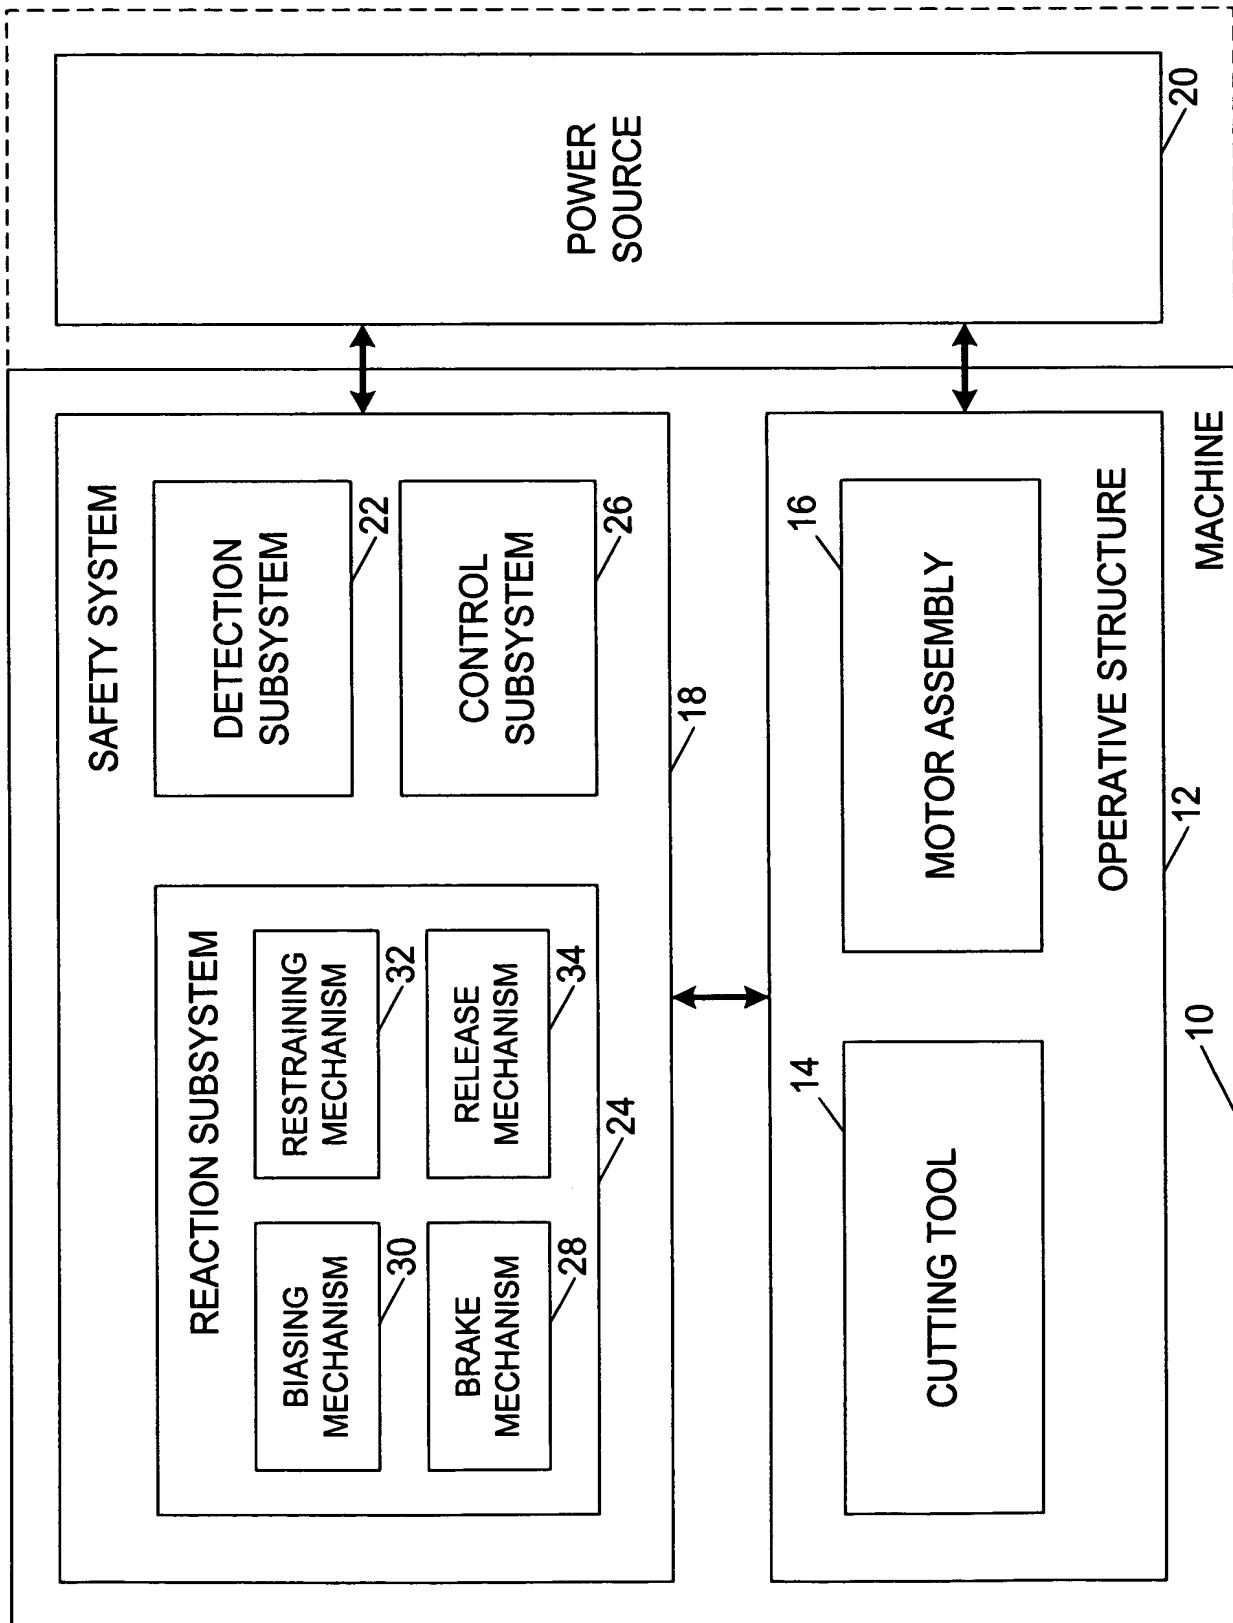 MACHINE
10
OPERATIVE STRUCTURE
12
CUTTING TOOL
14
MOTOR ASSEMBLY
16
SAFETY SYSTEM
18
REACTION SUBSYSTEM
24
BIASING
MECHANISM
30
RESTRAINING
MECHANISM
32
BRAKE
MECHANISM
28
RELEASE
MECHANISM
34
DETECTION
SUBSYSTEM
22
CONTROL
SUBSYSTEM
26
POWER
SOURCE
20